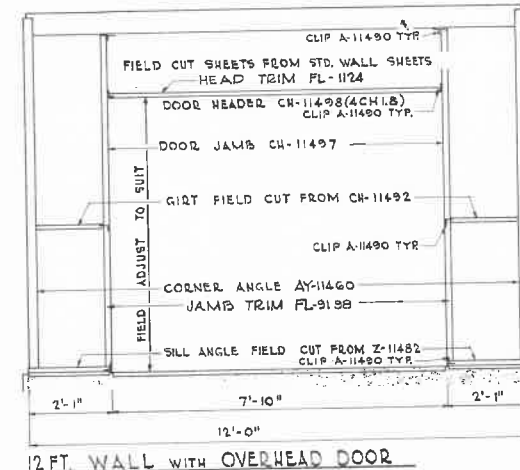 CLIP A-11490 TYP.
FIELD CUT SHEETS FROM STD. WALL SHEETS
HEAD TRIM FL-1124
DOOR HEADER CH-11498(4CH1.8)
CLIP A-11490 TYP.
DOOR JAMB CH-11497
FIELD ADJUST TO SUIT
GIRT FIELD CUT FROM CH-11492
CLIP A-11490 TYP.
CORNER ANGLE AY-11460
JAMB TRIM FL-9198
SILL ANGLE FIELD CUT FROM Z-11482
CLIP A-11490 TYP.
2'-1" 7'-10" 2'-1"
12'-0"
12 FT. WALL WITH OVERHEAD DOOR